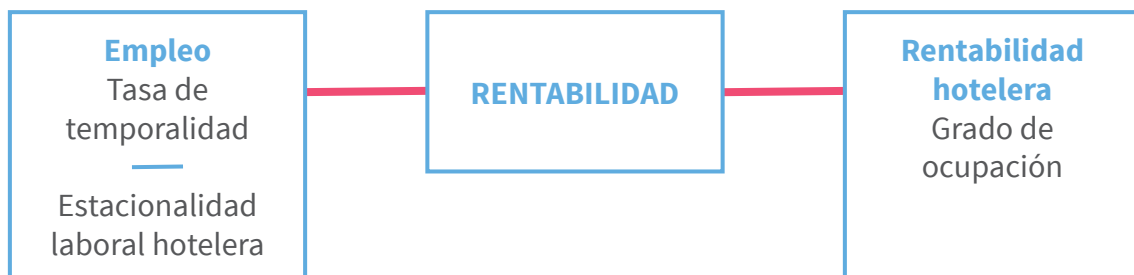 Empleo
Tasa de
temporalidad
Estacionalidad
laboral hotelera
RENTABILIDAD
Rentabilidad
hotelera
Grado de
ocupación